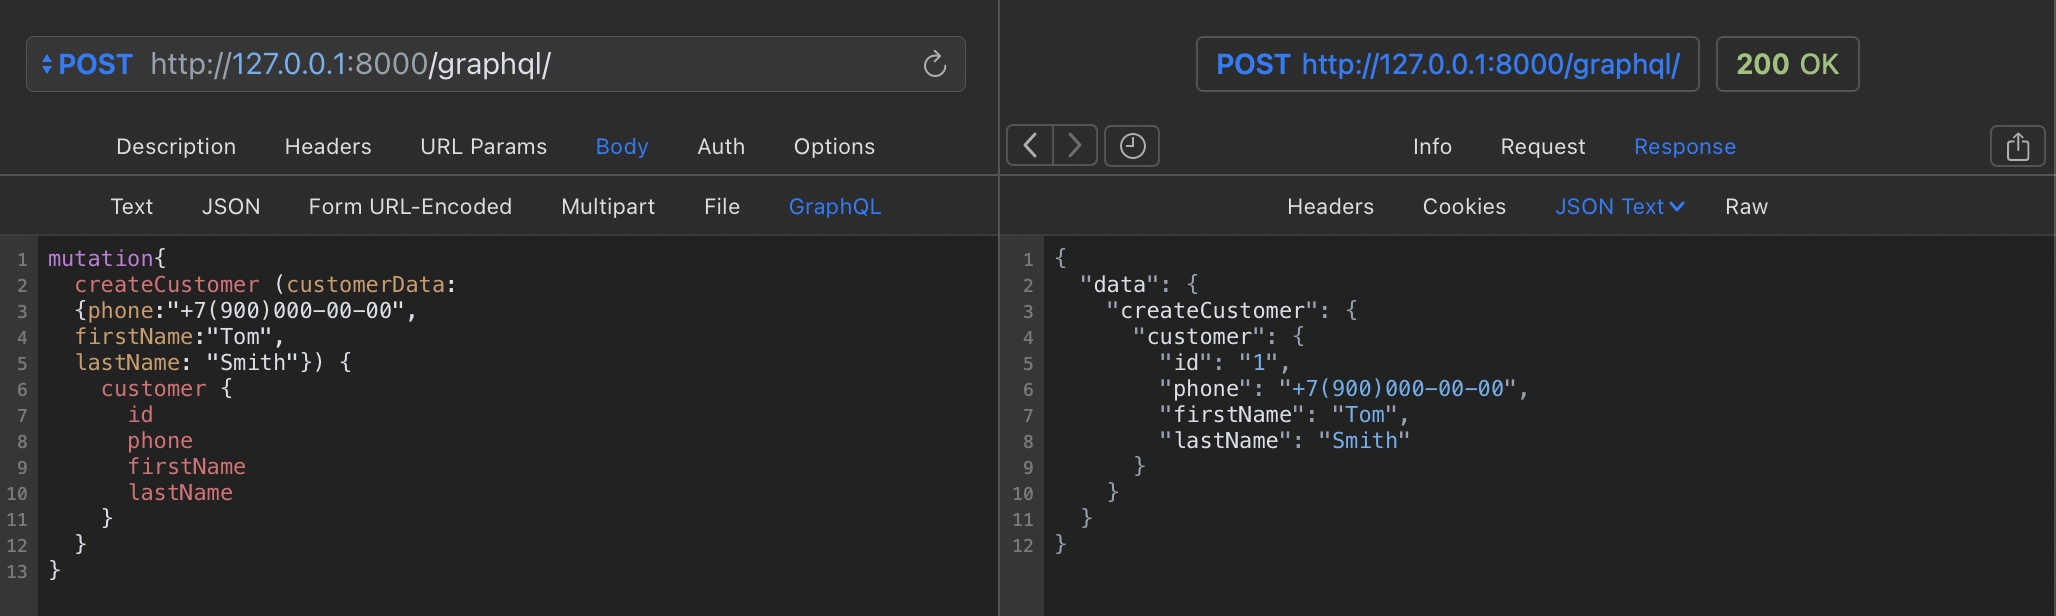 POST http://127.0.0.1:8000/graphql/
Description Headers URL Params Body Auth Options
Text JSON Form URL-Encoded Multipart File GraphQL
1 mutation{
2 createCustomer (customerData:
3 {phone:"+7(900)000-00-00",
4 firstName:"Tom",
5 lastName: "Smith"}) {
6 customer {
7 id
8 phone
9 firstName
10 lastName
11 }
12 }
13 }
POST http://127.0.0.1:8000/graphql/ 200 OK
Info Request Response
Headers Cookies JSON Text Raw
1 {
2 "data": {
3 "createCustomer": {
4 "customer": {
5 "id": "1",
6 "phone": "+7(900)000-00-00",
7 "firstName": "Tom",
8 "lastName": "Smith"
9 }
10 }
11 }
12 }